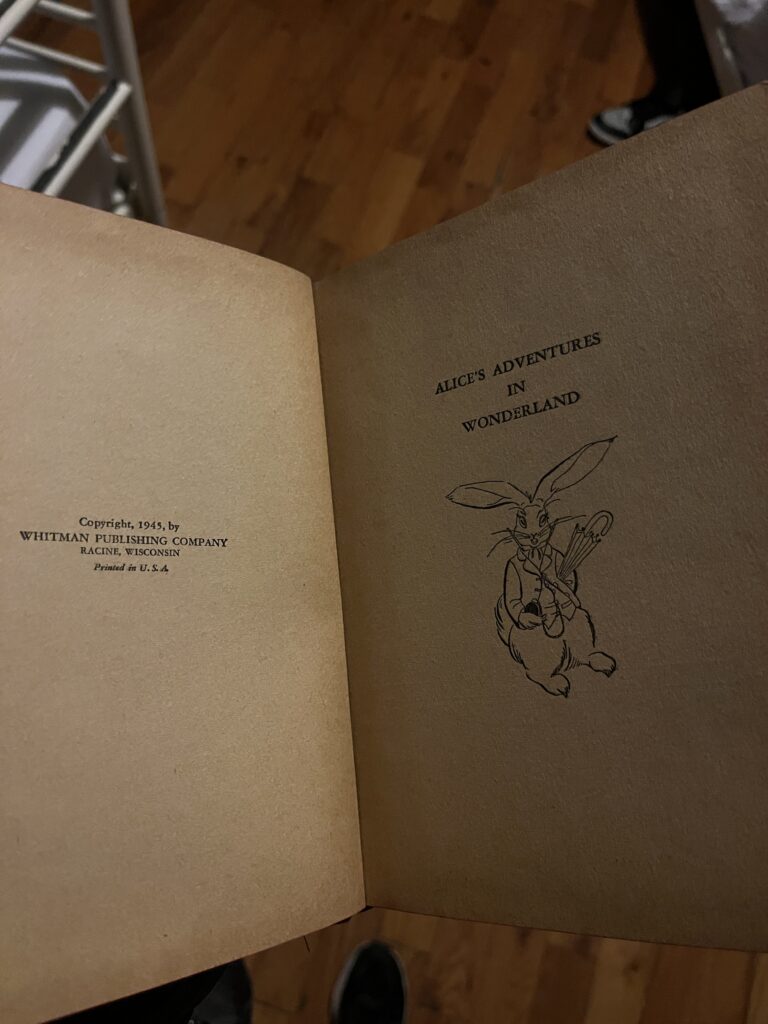 Copyright, 1945, by
WHITMAN PUBLISHING COMPANY
RACINE, WISCONSIN
Printed in U. S. A.
ALICE'S ADVENTURES
IN
WONDERLAND